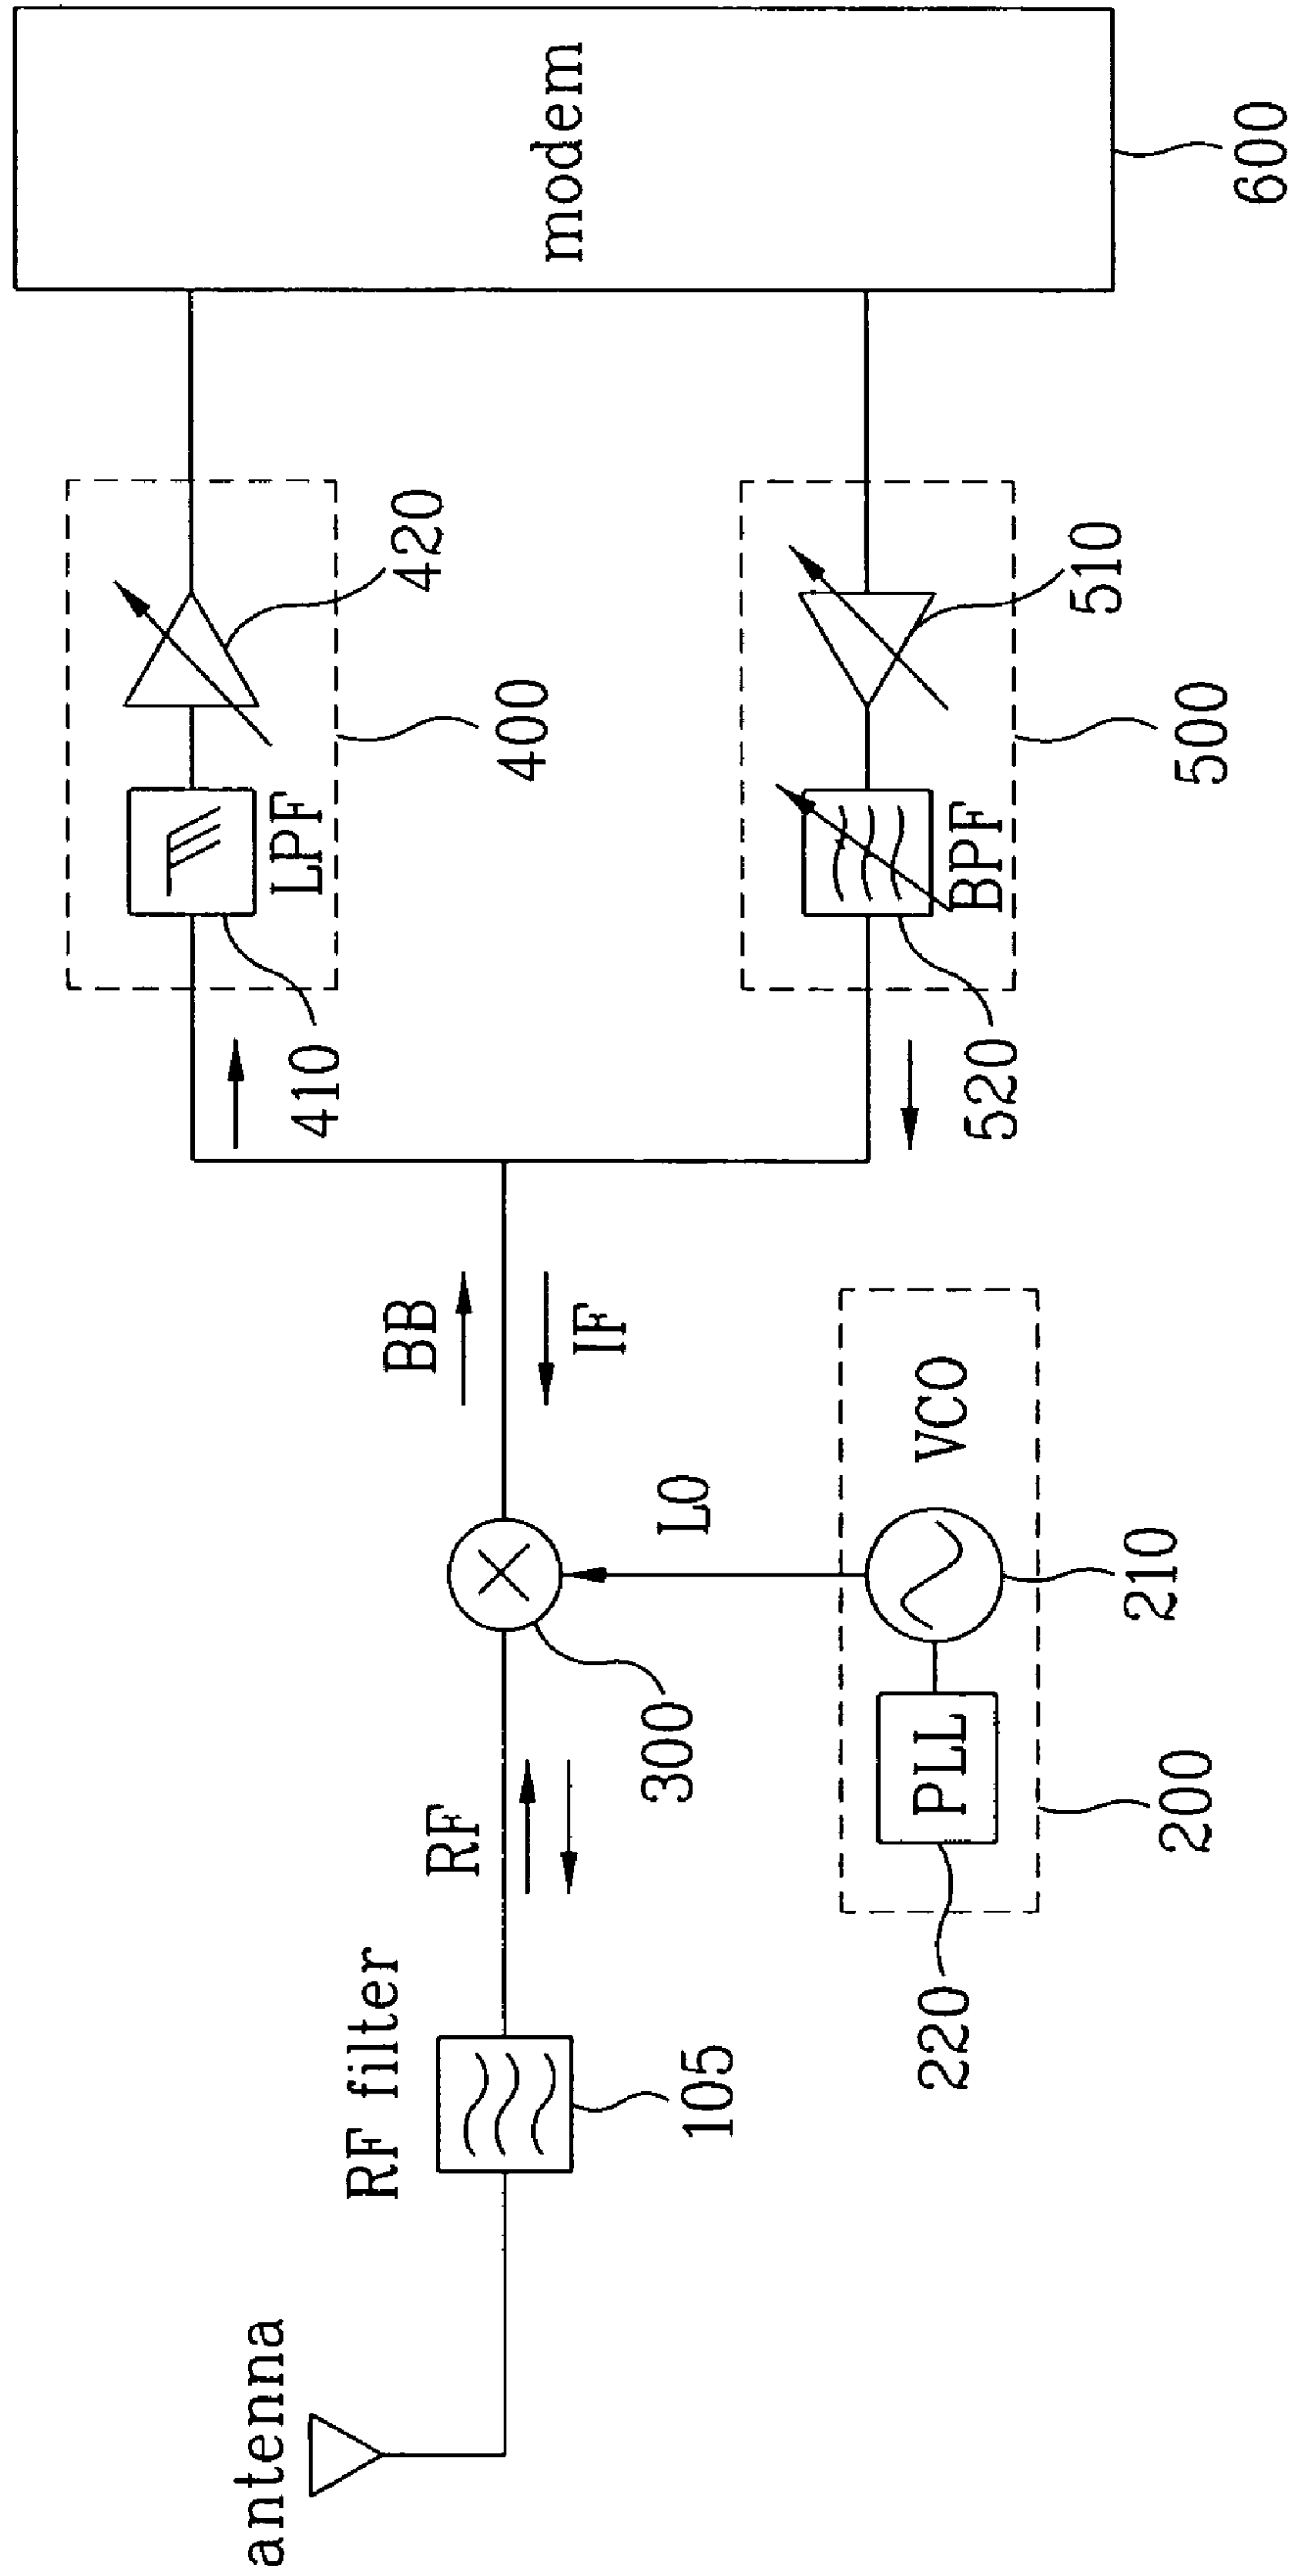 antenna
RF filter
105
RF
300
BB
IF
LO
VCO
210
PLL
220
200
410
LPF
420
400
520
BPF
510
500
modem
600